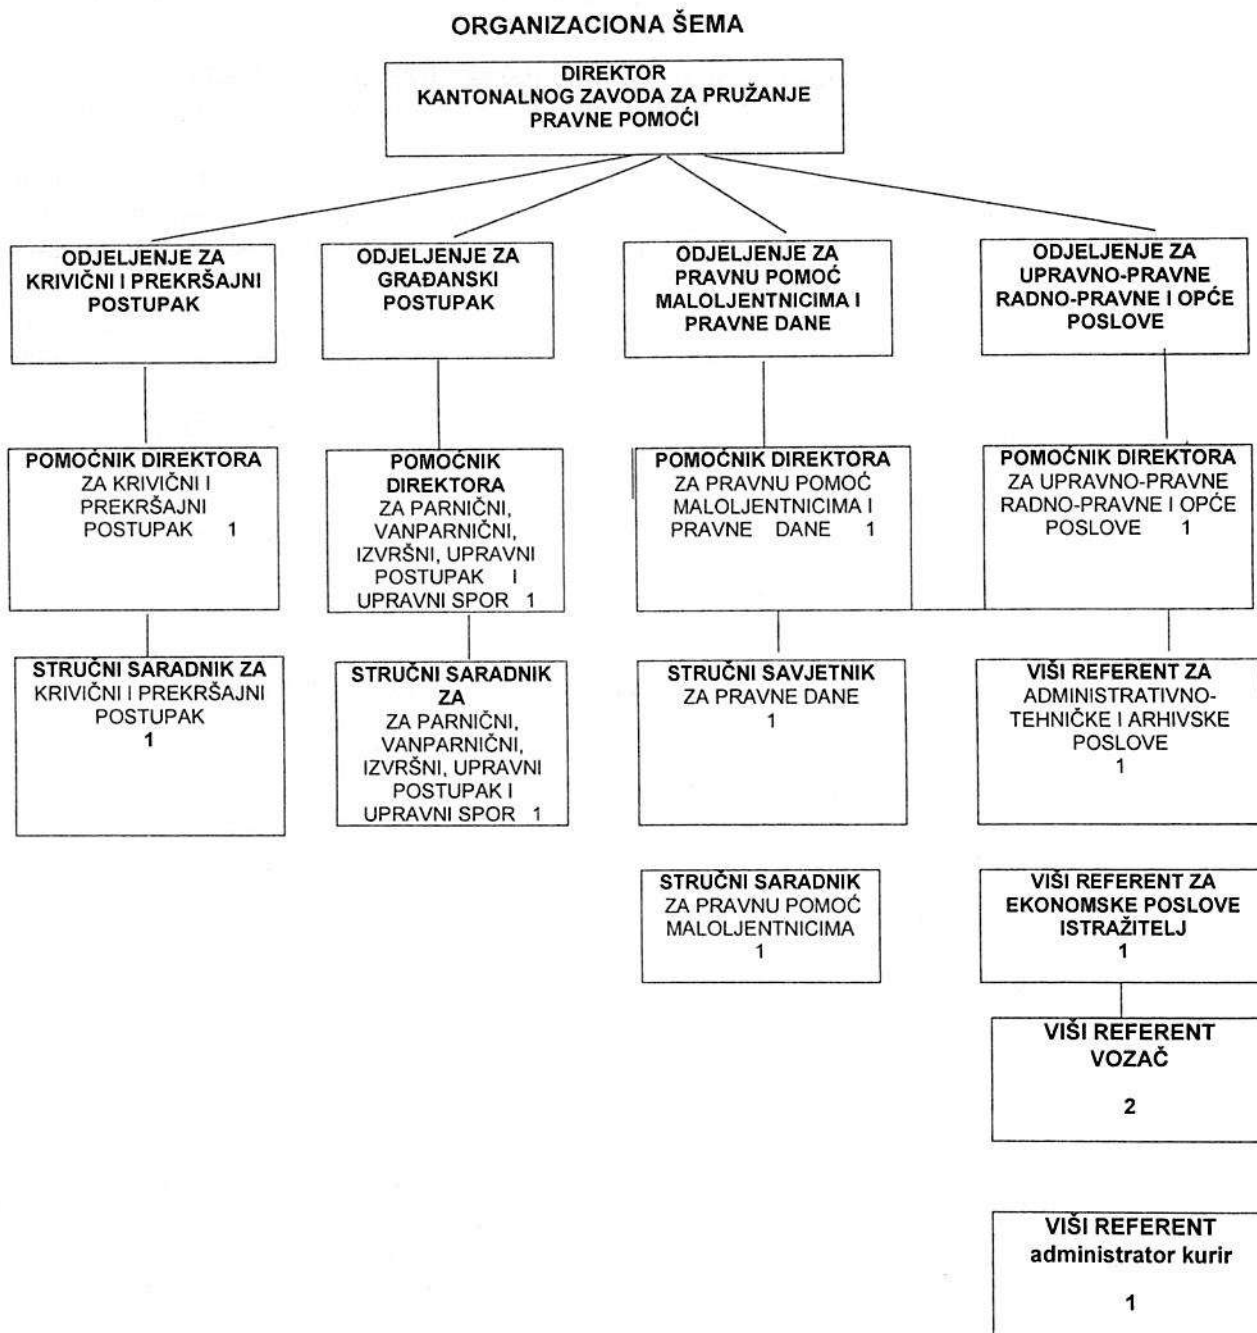 ORGANIZACIONA ŠEMA
DIREKTOR
KANTONALNOG ZAVODA ZA PRUŽANJE
PRAVNE POMOĆI
ODJELJENJE ZA
KRIVIČNI I PREKRŠAJNI
POSTUPAK
ODJELJENJE ZA
GRAĐANSKI
POSTUPAK
ODJELJENJE ZA
PRAVNU POMOĆ
MALOLJENTNICIMA I
PRAVNE DANE
ODJELJENJE ZA
UPRAVNO-PRAVNE
RADNO-PRAVNE I OPĆE
POSLOVE
POMOĆNIK DIREKTORA
ZA KRIVIČNI I
PREKRŠAJNI
POSTUPAK 1
POMOĆNIK
DIREKTORA
ZA PARNIČNI,
VANPARNIČNI,
IZVRŠNI, UPRAVNI
POSTUPAK I
UPRAVNI SPOR 1
POMOĆNIK DIREKTORA
ZA PRAVNU POMOĆ
MALOLJENTNICIMA I
PRAVNE DANE 1
POMOĆNIK DIREKTORA
ZA UPRAVNO-PRAVNE
RADNO-PRAVNE I OPĆE
POSLOVE 1
STRUČNI SARADNIK ZA
KRIVIČNI I PREKRŠAJNI
POSTUPAK
1
STRUČNI SARADNIK
ZA
ZA PARNIČNI,
VANPARNIČNI,
IZVRŠNI, UPRAVNI
POSTUPAK I
UPRAVNI SPOR 1
STRUČNI SAVJETNIK
ZA PRAVNE DANE
1
VIŠI REFERENT ZA
ADMINISTRATIVNO-
TEHNIČKE I ARHIVSKE
POSLOVE
1
STRUČNI SARADNIK
ZA PRAVNU POMOĆ
MALOLJENTNICIMA
1
VIŠI REFERENT ZA
EKONOMSKE POSLOVE
ISTRAŽITELJ
1
VIŠI REFERENT
VOZAČ
2
VIŠI REFERENT
administrator kurir
1